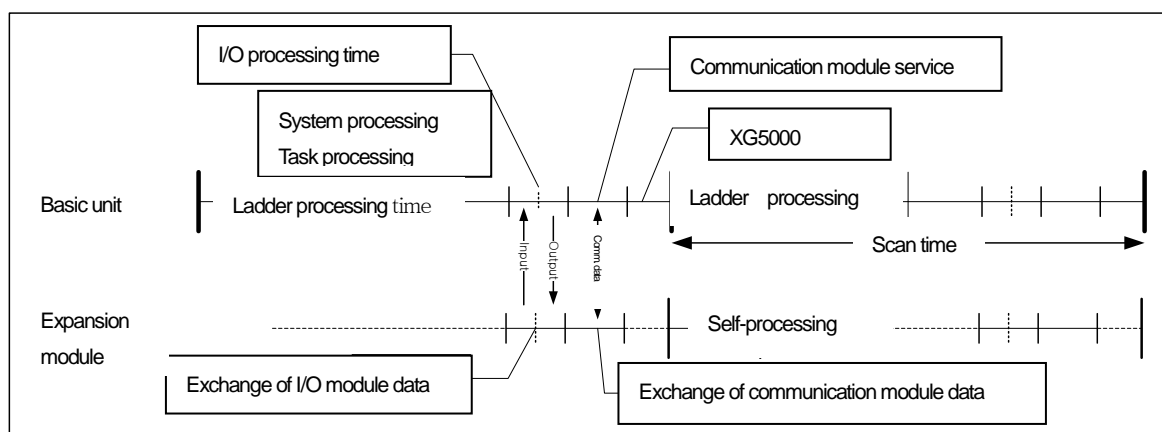 I/O processing time
Communication module service
System processing
Task processing
XG5000
Basic unit
Ladder processing time
Ladder processing
Scan time
Input
Output
Comm. data
Expansion
module
Self-processing
Exchange of I/O module data
Exchange of communication module data